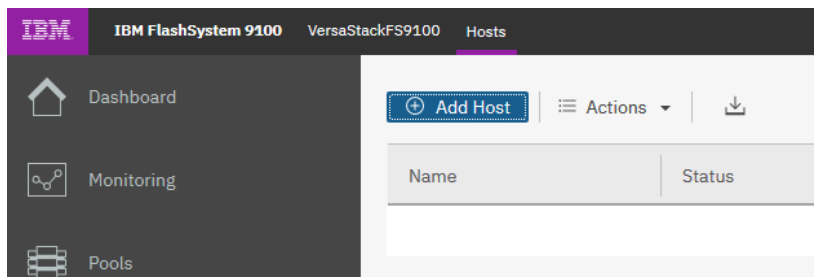 IBM IBM FlashSystem 9100 VersaStackFS9100 Hosts
Dashboard
Add Host Actions
Monitoring
Name Status
Pools